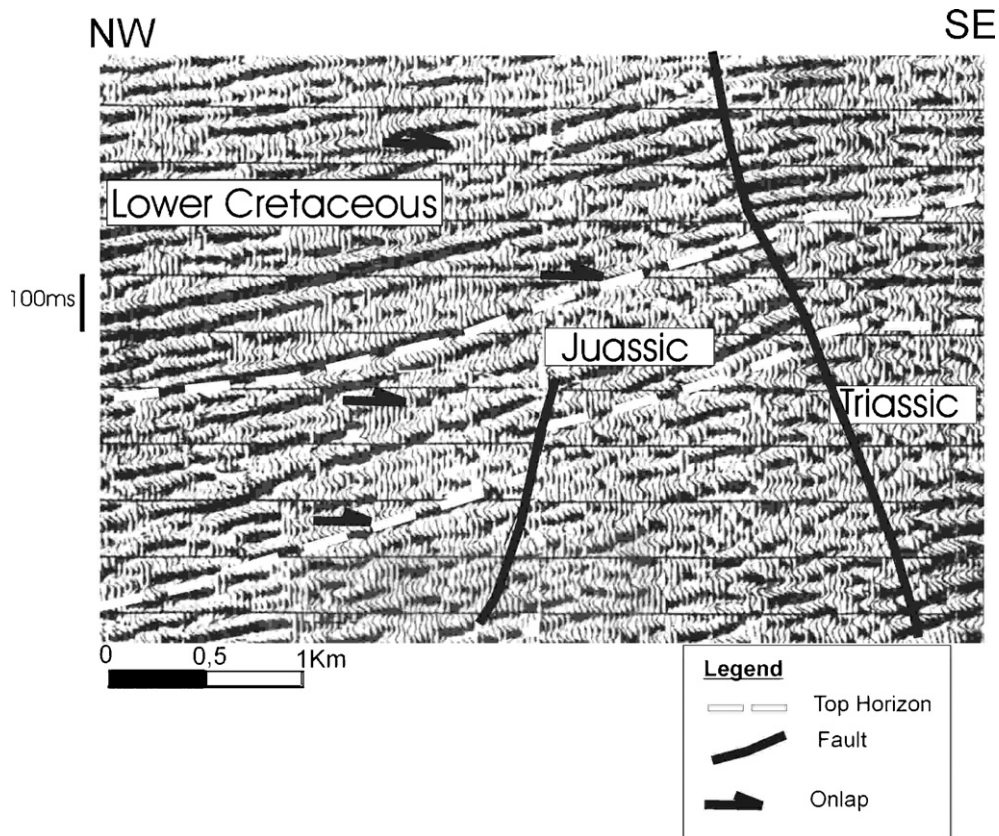 NW
SE
Lower Cretaceous
100ms
Juassic
Triassic
0 0,5 1Km
Legend
Top Horizon
Fault
Onlap